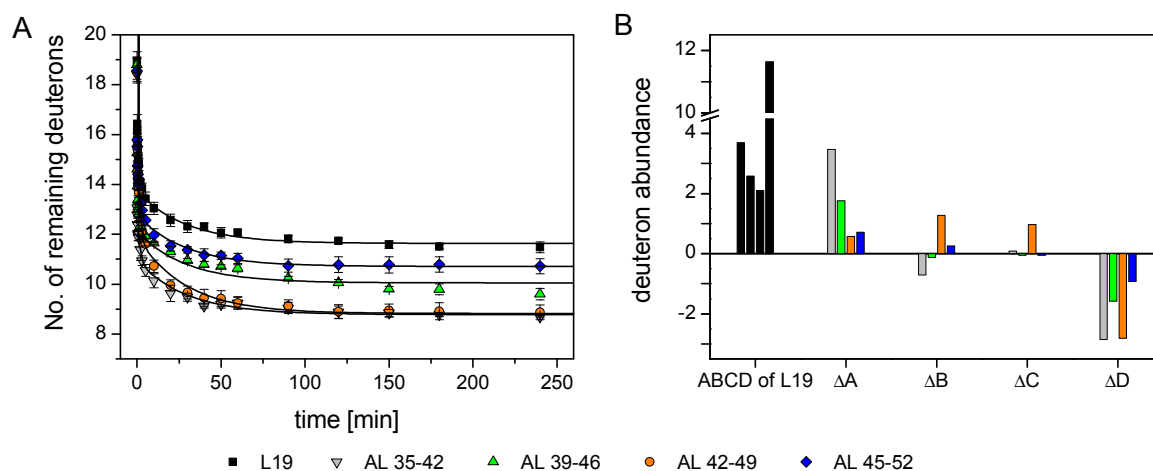 A
No. of remaining deuterons
20
18
16
14
12
10
8
0 50 100 150 200 250
time [min]
B
deuteron abundance
12
10
4
2
0
-2
ABCD of L19 ΔA ΔB ΔC ΔD
L19 AL 35-42 AL 39-46 AL 42-49 AL 45-52